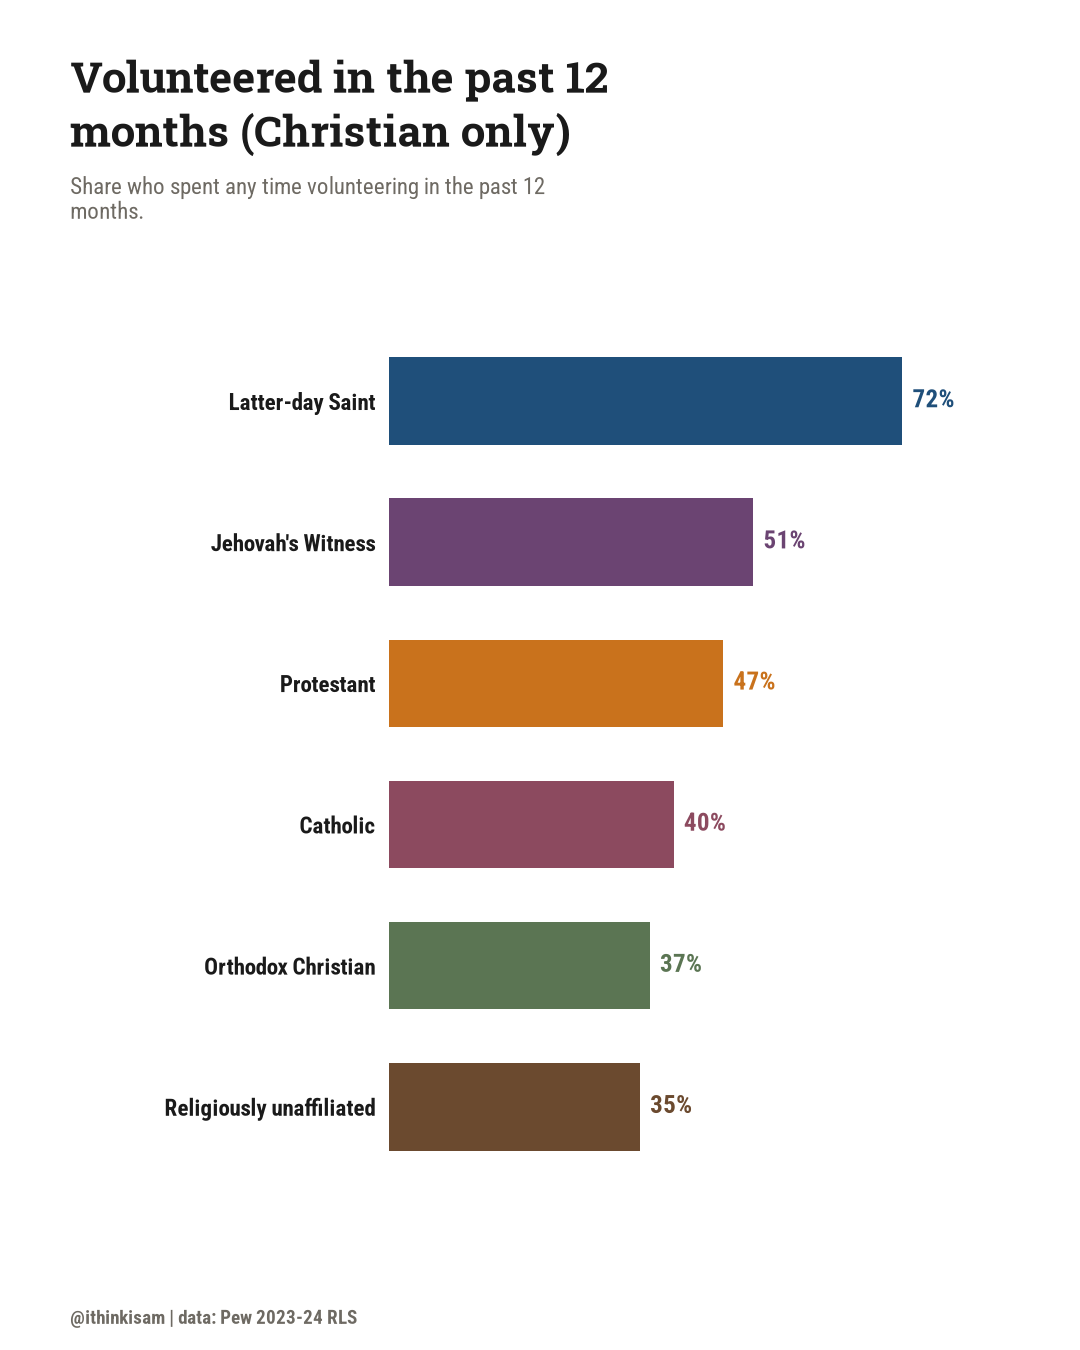 Volunteered in the past 12
months (Christian only)
Share who spent any time volunteering in the past 12
months.
Latter-day Saint
72%
Jehovah's Witness
51%
Protestant
47%
Catholic
40%
Orthodox Christian
37%
Religiously unaffiliated
35%
@ithinkisam | data: Pew 2023-24 RLS